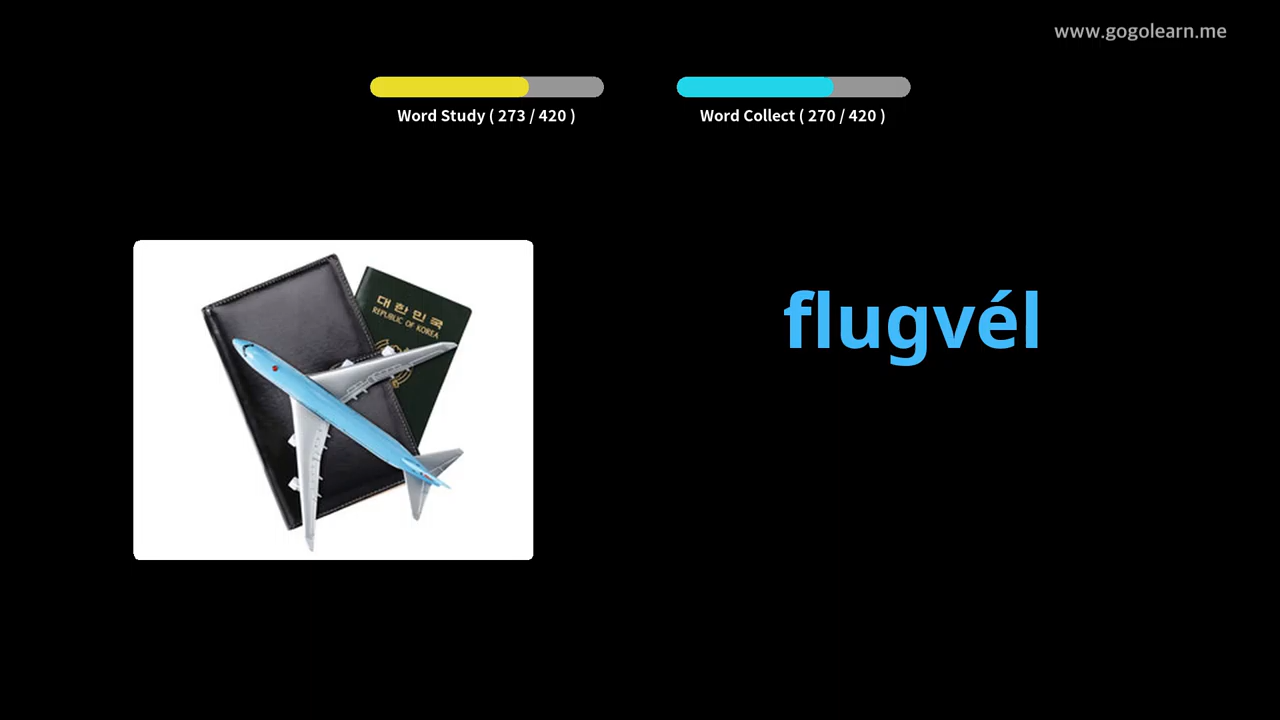 www.gogolearn.me
Word Study ( 273 / 420 )
Word Collect ( 270 / 420 )
대한민국
REPUBLIC OF KOREA
flugvél